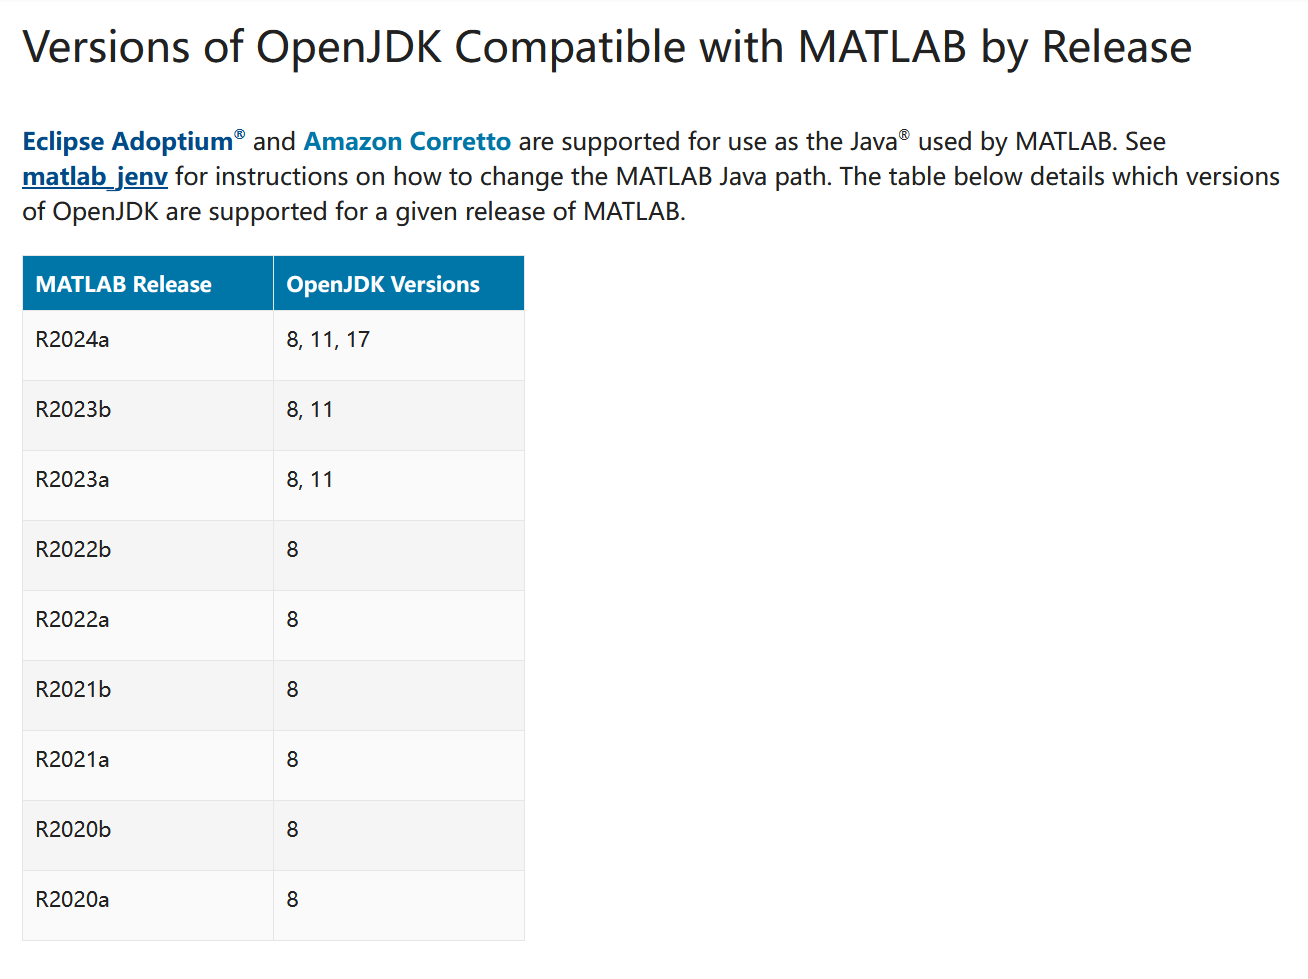 Versions of OpenJDK Compatible with MATLAB by Release
Eclipse Adoptium® and Amazon Corretto are supported for use as the Java® used by MATLAB. See
matlab_jenv for instructions on how to change the MATLAB Java path. The table below details which versions
of OpenJDK are supported for a given release of MATLAB.
MATLAB Release OpenJDK Versions
R2024a 8, 11, 17
R2023b 8, 11
R2023a 8, 11
R2022b 8
R2022a 8
R2021b 8
R2021a 8
R2020b 8
R2020a 8